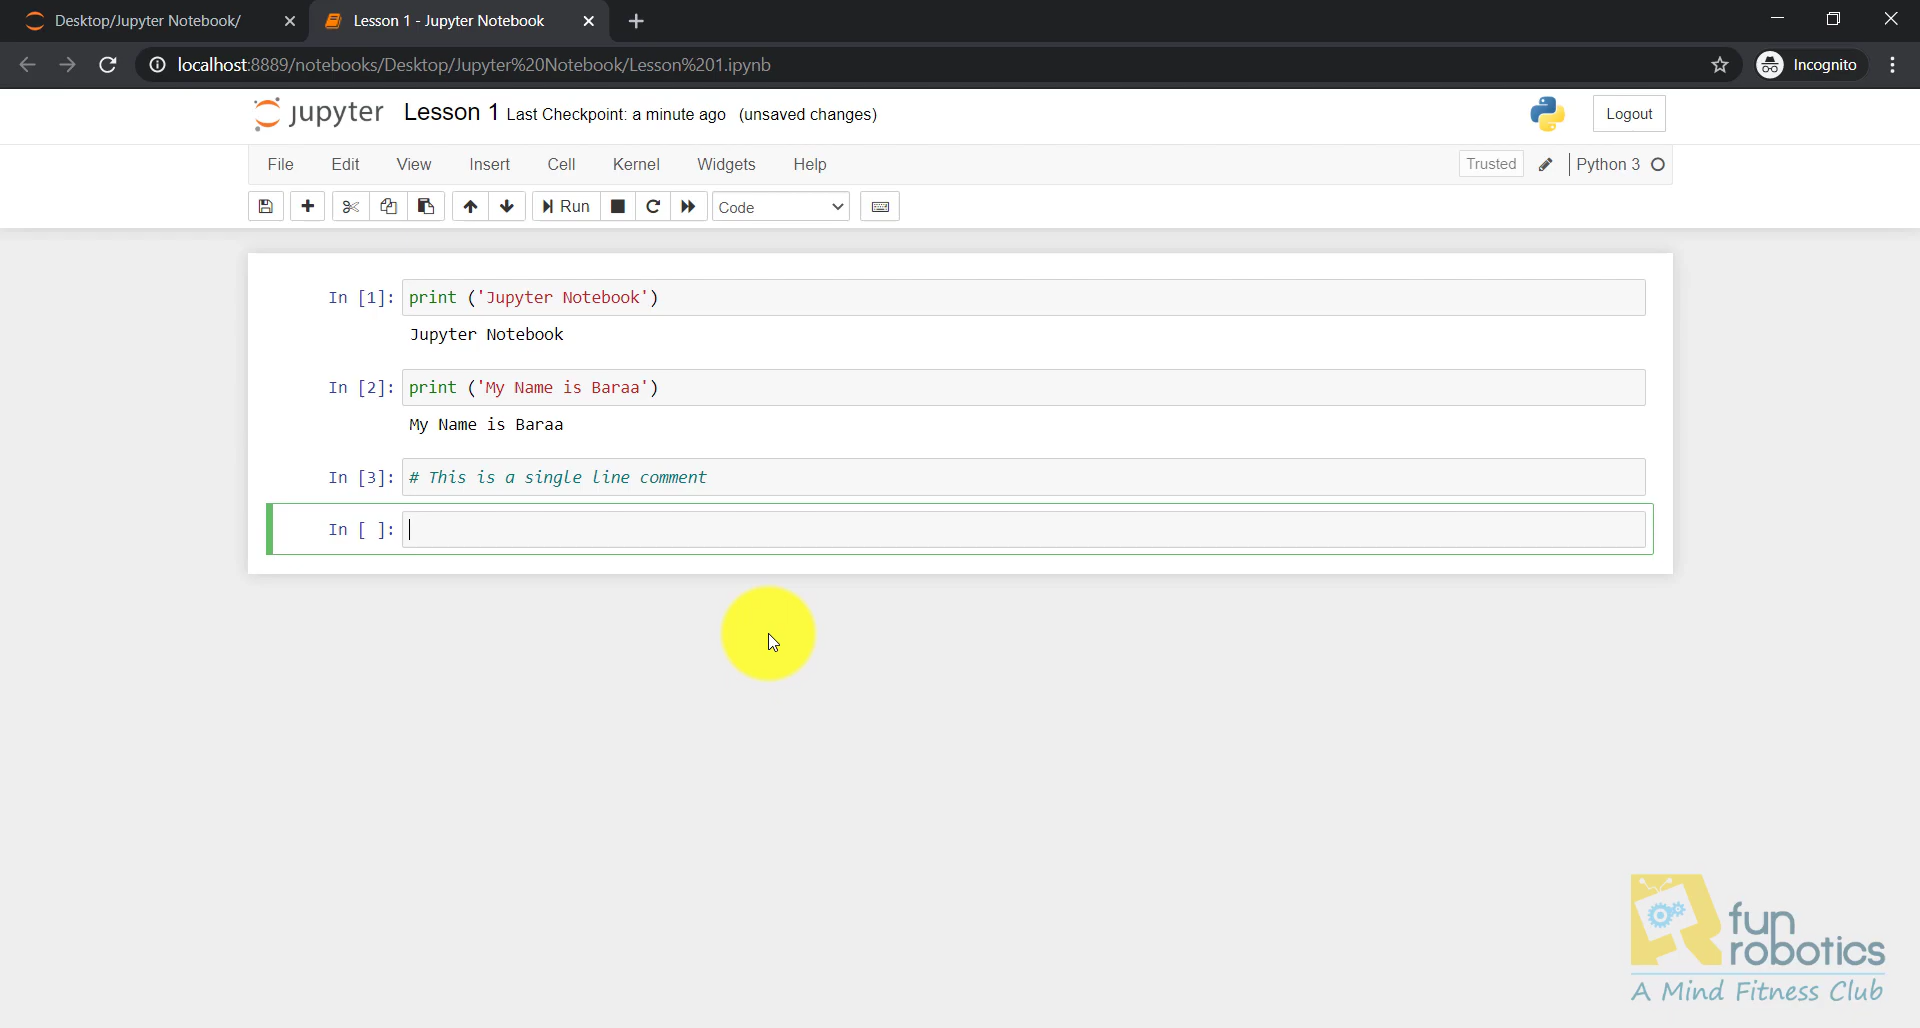 Desktop/Jupyter Notebook/
Lesson 1 - Jupyter Notebook
localhost:8889/notebooks/Desktop/Jupyter%20Notebook/Lesson%201.ipynb
Incognito
jupyter Lesson 1 Last Checkpoint: a minute ago (unsaved changes)
Logout
File Edit View Insert Cell Kernel Widgets Help
Trusted Python 3
Run Code
In [1]: print ('Jupyter Notebook')
Jupyter Notebook
In [2]: print ('My Name is Baraa')
My Name is Baraa
In [3]: # This is a single line comment
In [ ]:
fun
robotics
A Mind Fitness Club